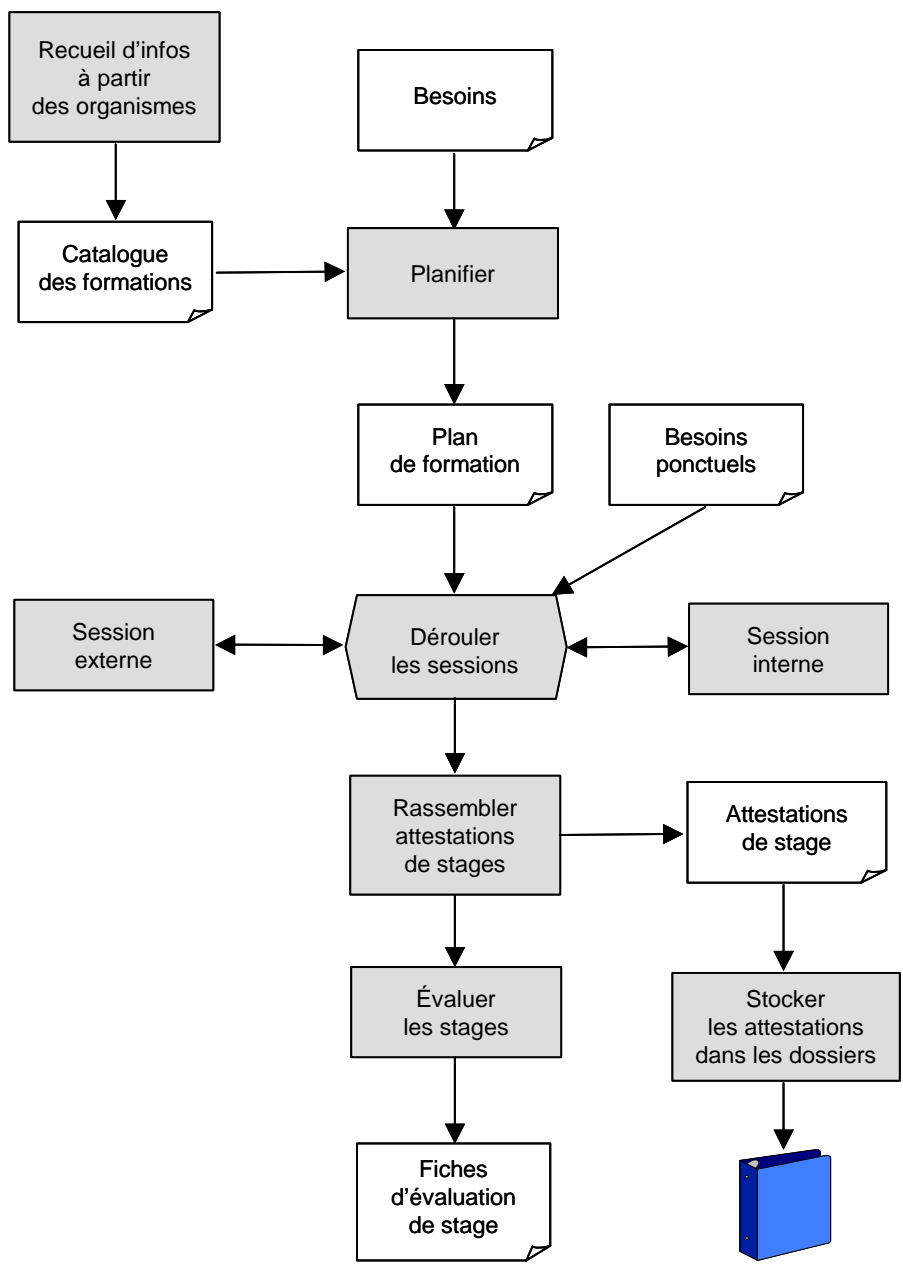 Recueil d’infos
à partir
des organismes
Besoins
Catalogue
des formations
Planifier
Plan
de formation
Besoins
ponctuels
Session
externe
Dérouler
les sessions
Session
interne
Rassembler
attestations
de stages
Attestations
de stage
Évaluer
les stages
Stocker
les attestations
dans les dossiers
Fiches
d’évaluation
de stage